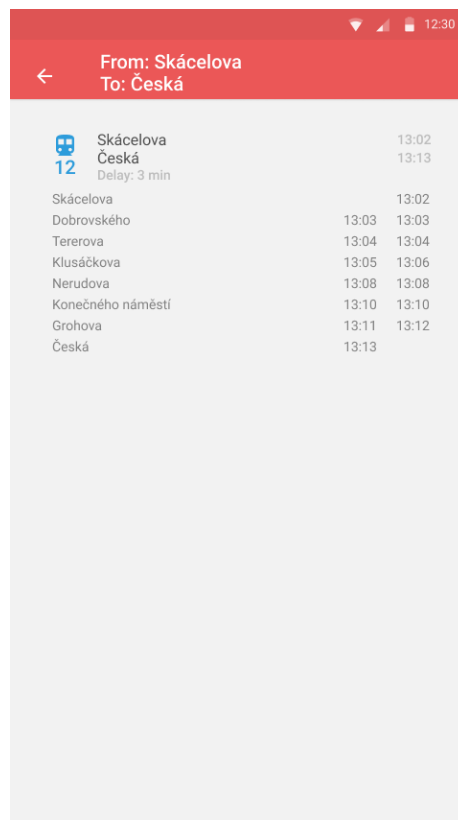 12:30
From: Skácelova
To: Česká
Skácelova 13:02
Česká 13:13
12
Delay: 3 min
Skácelova 13:02
Dobrovského 13:03 13:03
Tererova 13:04 13:04
Klusáčkova 13:05 13:06
Nerudova 13:08 13:08
Konečného náměstí 13:10 13:10
Grohova 13:11 13:12
Česká 13:13